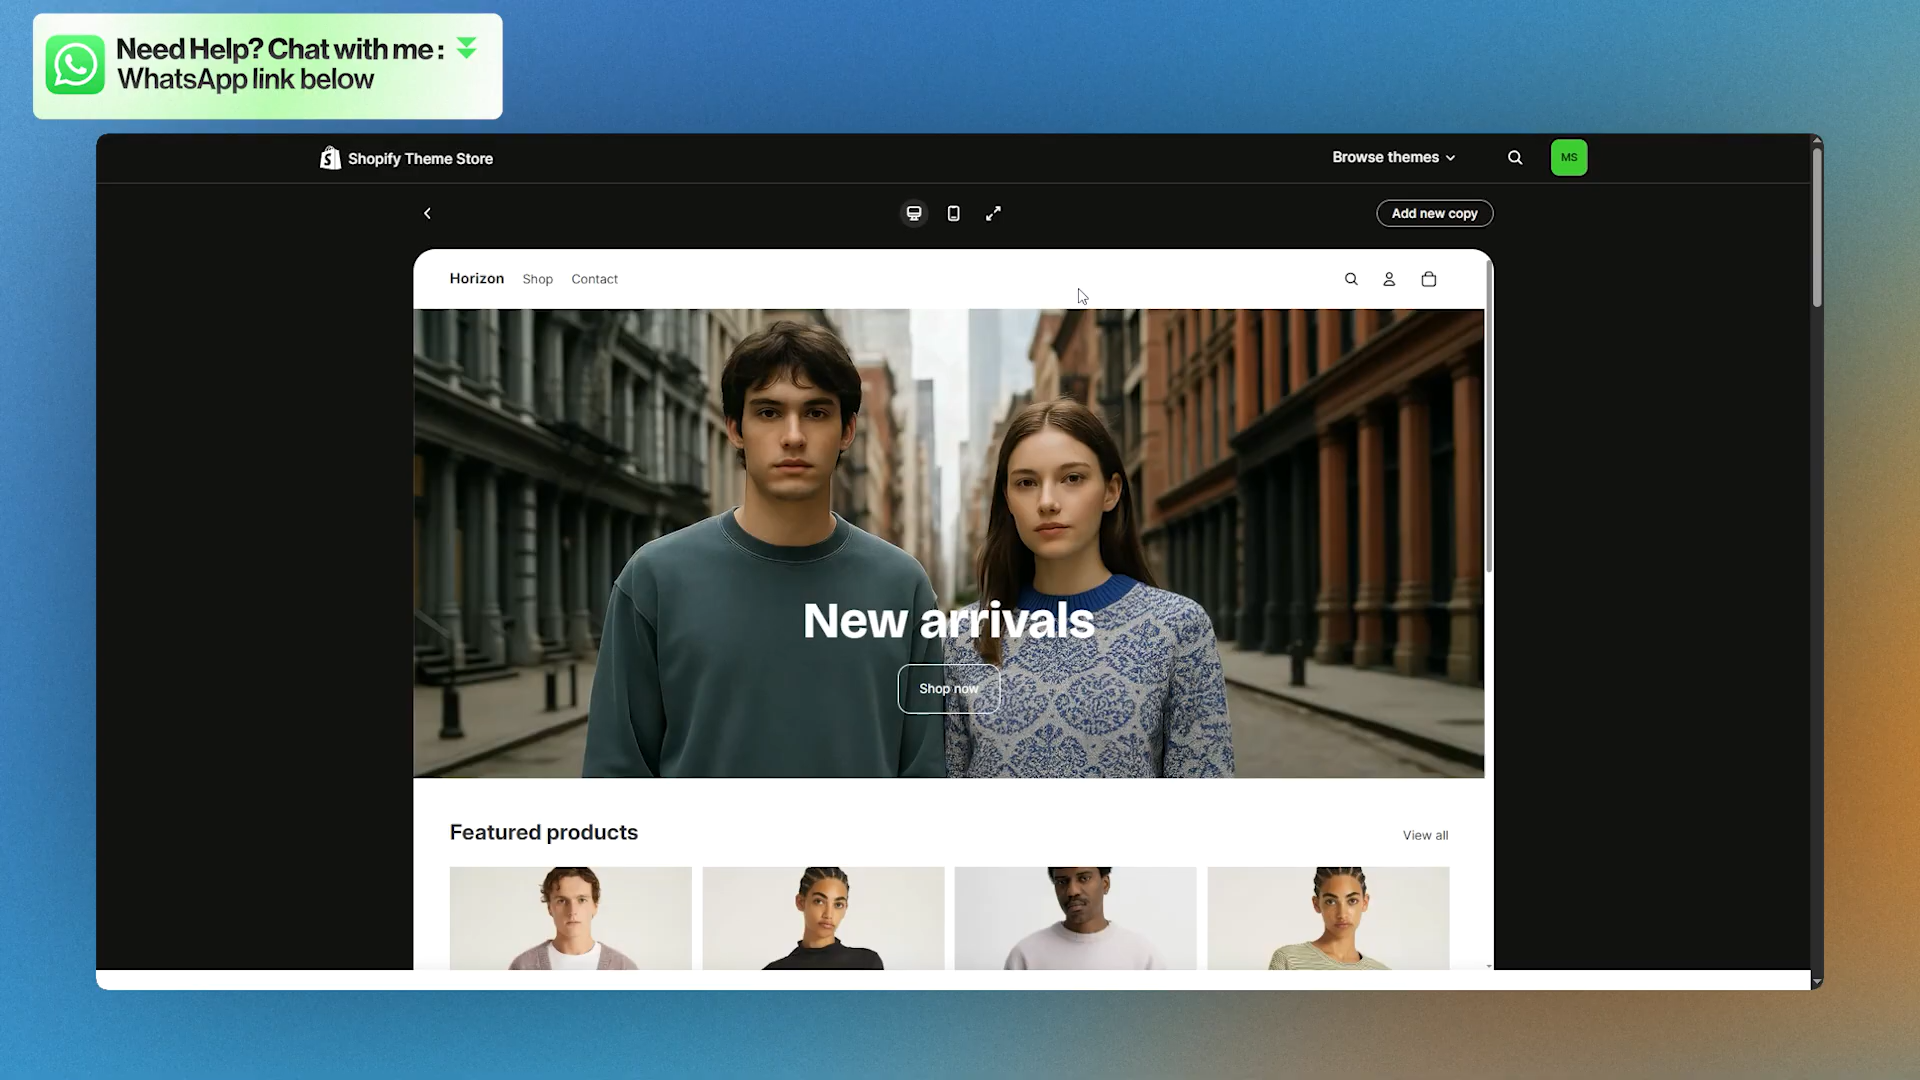 Need Help? Chat with me :
WhatsApp link below
Shopify Theme Store
Browse themes
MS
Add new copy
Horizon
Shop
Contact
New arrivals
Shop now
Featured products
View all